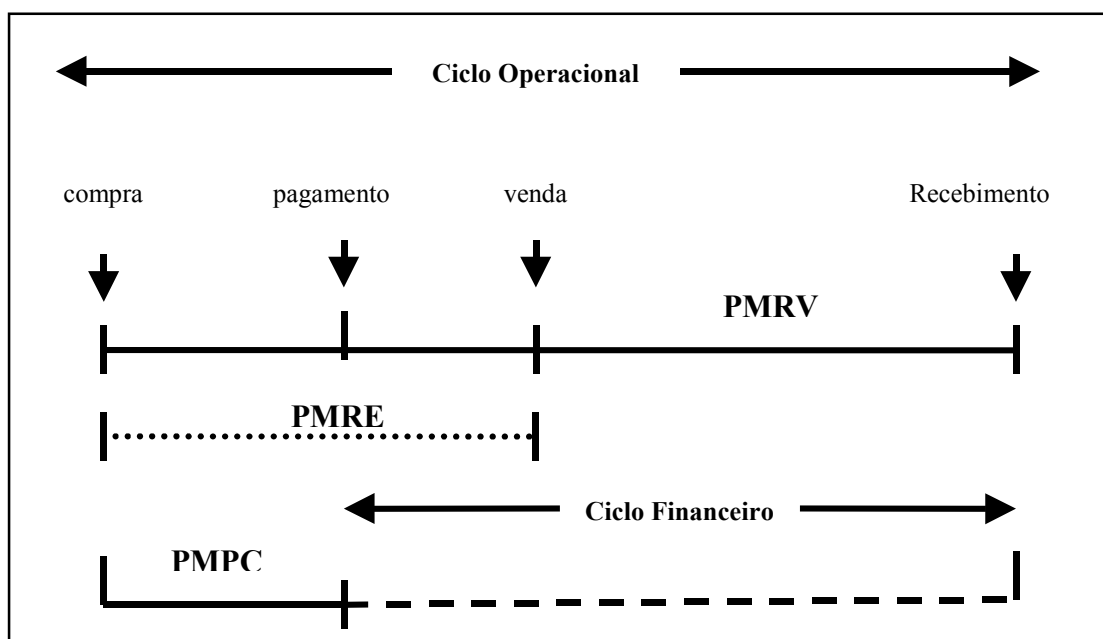 Ciclo Operacional
compra pagamento venda Recebimento
PMRV
PMRE
Ciclo Financeiro
PMPC